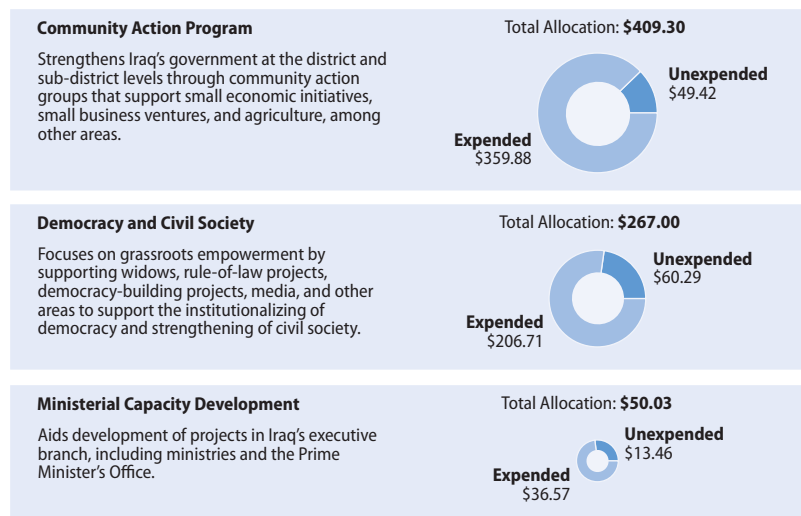 Community Action Program
Strengthens Iraq's government at the district and
sub-district levels through community action
groups that support small economic initiatives,
small business ventures, and agriculture, among
other areas.
Total Allocation: $409.30
Unexpended
$49.42
Expended
$359.88
Democracy and Civil Society
Focuses on grassroots empowerment by
supporting widows, rule-of-law projects,
democracy-building projects, media, and other
areas to support the institutionalizing of
democracy and strengthening of civil society.
Total Allocation: $267.00
Unexpended
$60.29
Expended
$206.71
Ministerial Capacity Development
Aids development of projects in Iraq's executive
branch, including ministries and the Prime
Minister's Office.
Total Allocation: $50.03
Unexpended
$13.46
Expended
$36.57